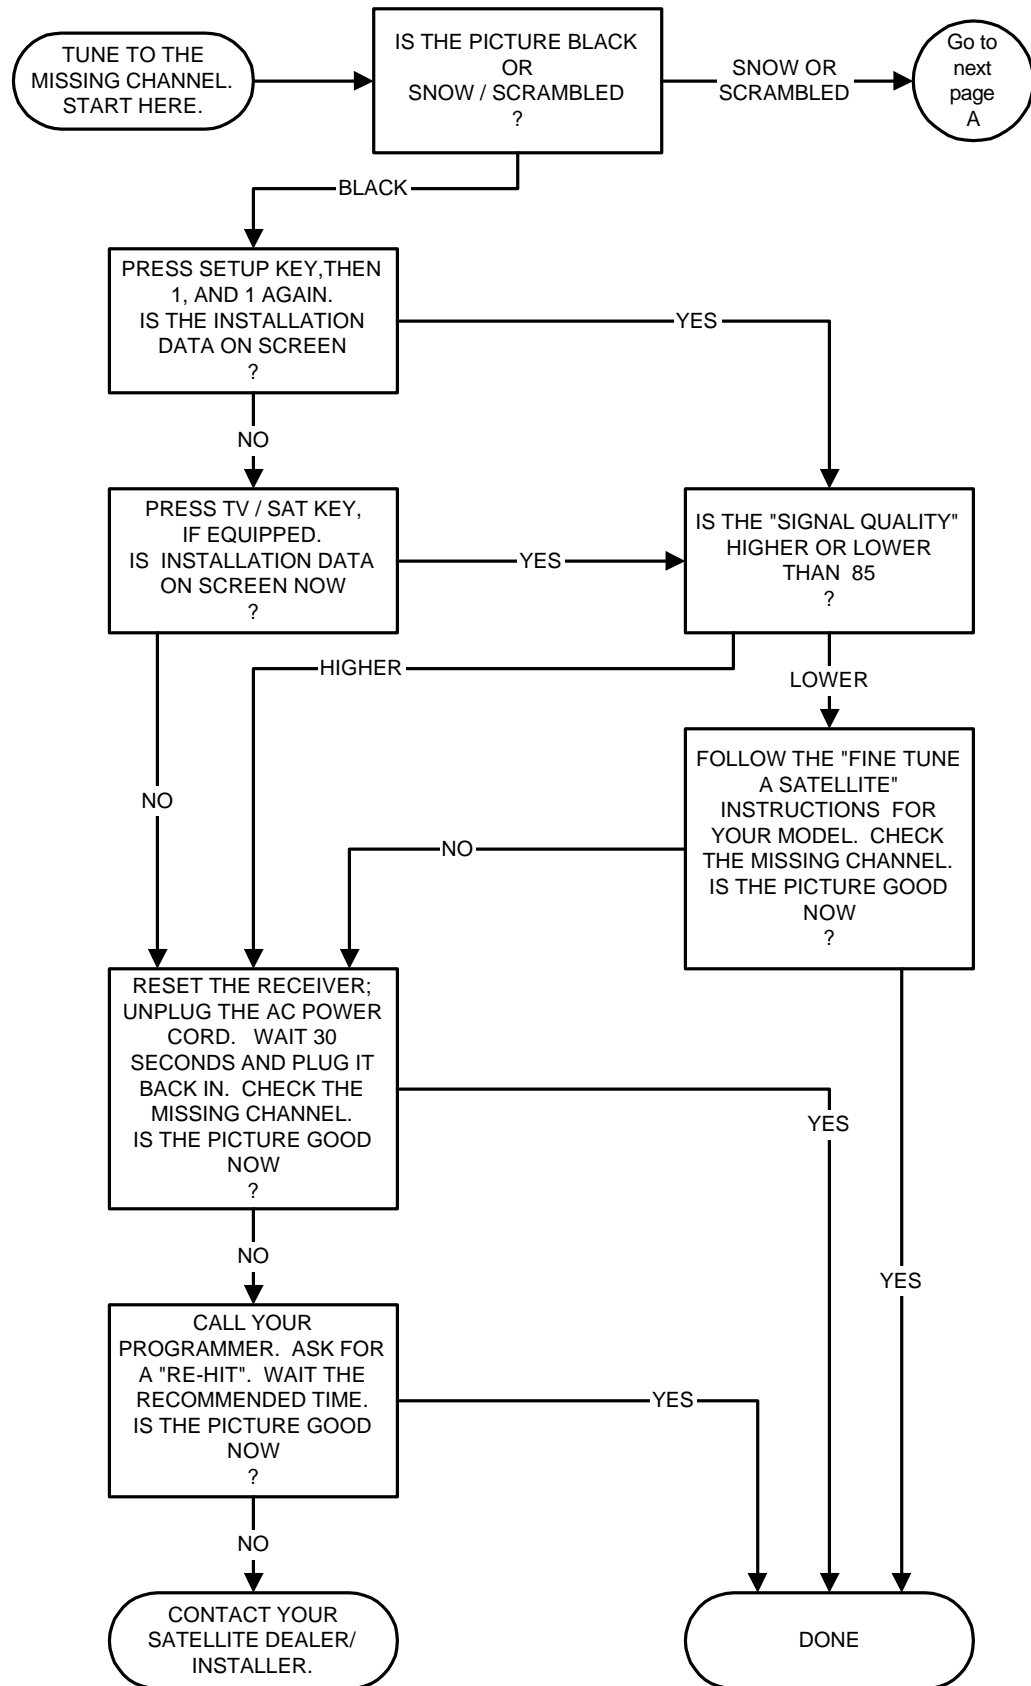 TUNE TO THE
MISSING CHANNEL.
START HERE.
IS THE PICTURE BLACK
OR
SNOW / SCRAMBLED
?
SNOW OR
SCRAMBLED
Go to
next
page
A
BLACK
PRESS SETUP KEY,THEN
1, AND 1 AGAIN.
IS THE INSTALLATION
DATA ON SCREEN
?
YES
NO
PRESS TV / SAT KEY,
IF EQUIPPED.
IS INSTALLATION DATA
ON SCREEN NOW
?
YES
IS THE "SIGNAL QUALITY"
HIGHER OR LOWER
THAN 85
?
HIGHER
LOWER
NO
FOLLOW THE "FINE TUNE
A SATELLITE"
INSTRUCTIONS FOR
YOUR MODEL. CHECK
THE MISSING CHANNEL.
IS THE PICTURE GOOD
NOW
?
NO
RESET THE RECEIVER;
UNPLUG THE AC POWER
CORD. WAIT 30
SECONDS AND PLUG IT
BACK IN. CHECK THE
MISSING CHANNEL.
IS THE PICTURE GOOD
NOW
?
YES
NO
YES
CALL YOUR
PROGRAMMER. ASK FOR
A "RE-HIT". WAIT THE
RECOMMENDED TIME.
IS THE PICTURE GOOD
NOW
?
YES
NO
CONTACT YOUR
SATELLITE DEALER/
INSTALLER.
DONE